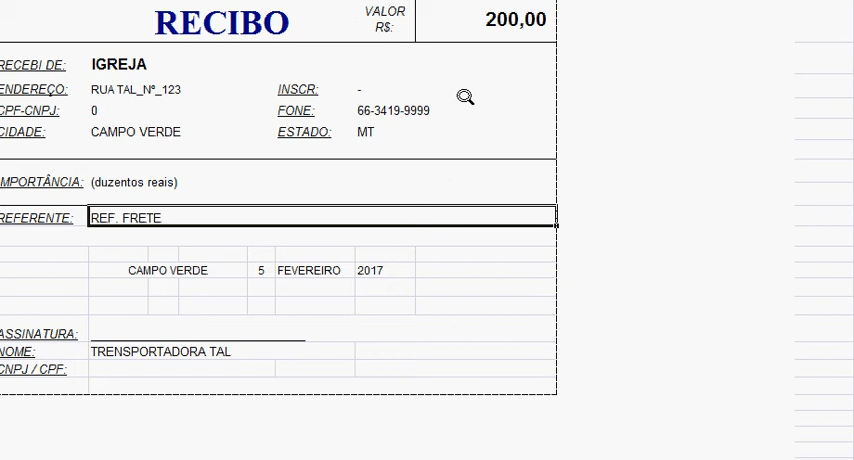 RECIBO VALOR R$: 200,00
RECEBI DE: IGREJA
ENDEREÇO: RUA TAL_Nª_123 INSCR: -
CPF-CNPJ: 0 FONE: 66-3419-9999
CIDADE: CAMPO VERDE ESTADO: MT
IMPORTÂNCIA: (duzentos reais)
REFERENTE: REF. FRETE
CAMPO VERDE 5 FEVEREIRO 2017
ASSINATURA:
NOME: TRENSPORTADORA TAL
CNPJ / CPF: